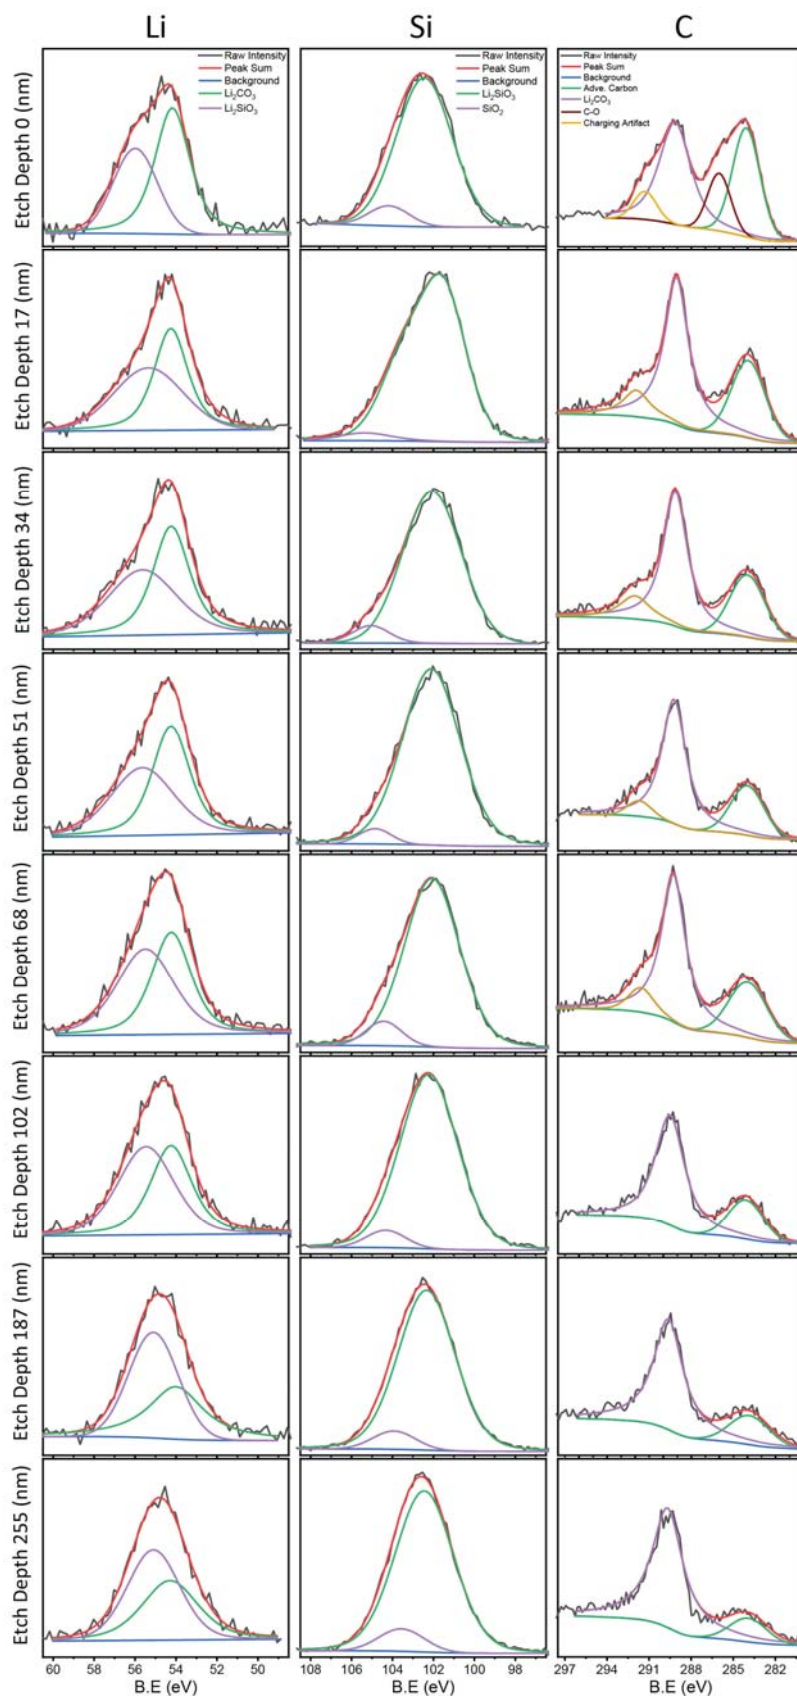 Li Si C
Etch Depth 0 (nm)
Raw Intensity
Peak Sum
Background
Li₂CO₃
Li₂SiO₃
Raw Intensity
Peak Sum
Background
Li₂SiO₃
SiO₂
Raw Intensity
Peak Sum
Background
Adve. Carbon
Li₂CO₃
C-O
Charging Artifact
Etch Depth 17 (nm)
Etch Depth 34 (nm)
Etch Depth 51 (nm)
Etch Depth 68 (nm)
Etch Depth 102 (nm)
Etch Depth 187 (nm)
Etch Depth 255 (nm)
60 58 56 54 52 50
108 106 104 102 100 98
297 294 291 288 285 282
B.E (eV) B.E (eV) B.E (eV)